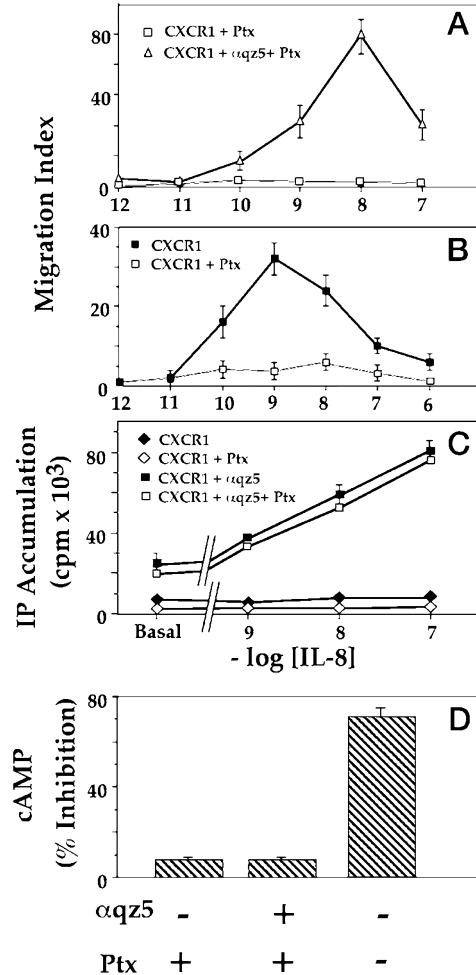 A
CXCR1 + Ptx
CXCR1 + αqz5+ Ptx
80
40
0
12 11 10 9 8 7
Migration Index
B
CXCR1
CXCR1 + Ptx
40
20
0
12 11 10 9 8 7 6
C
CXCR1
CXCR1 + Ptx
CXCR1 + αqz5
CXCR1 + αqz5+ Ptx
80
40
0
IP Accumulation
(cpm x 10³)
Basal 9 8 7
- log [IL-8]
D
80
40
0
cAMP
(% Inhibition)
αqz5 - + -
Ptx + + -